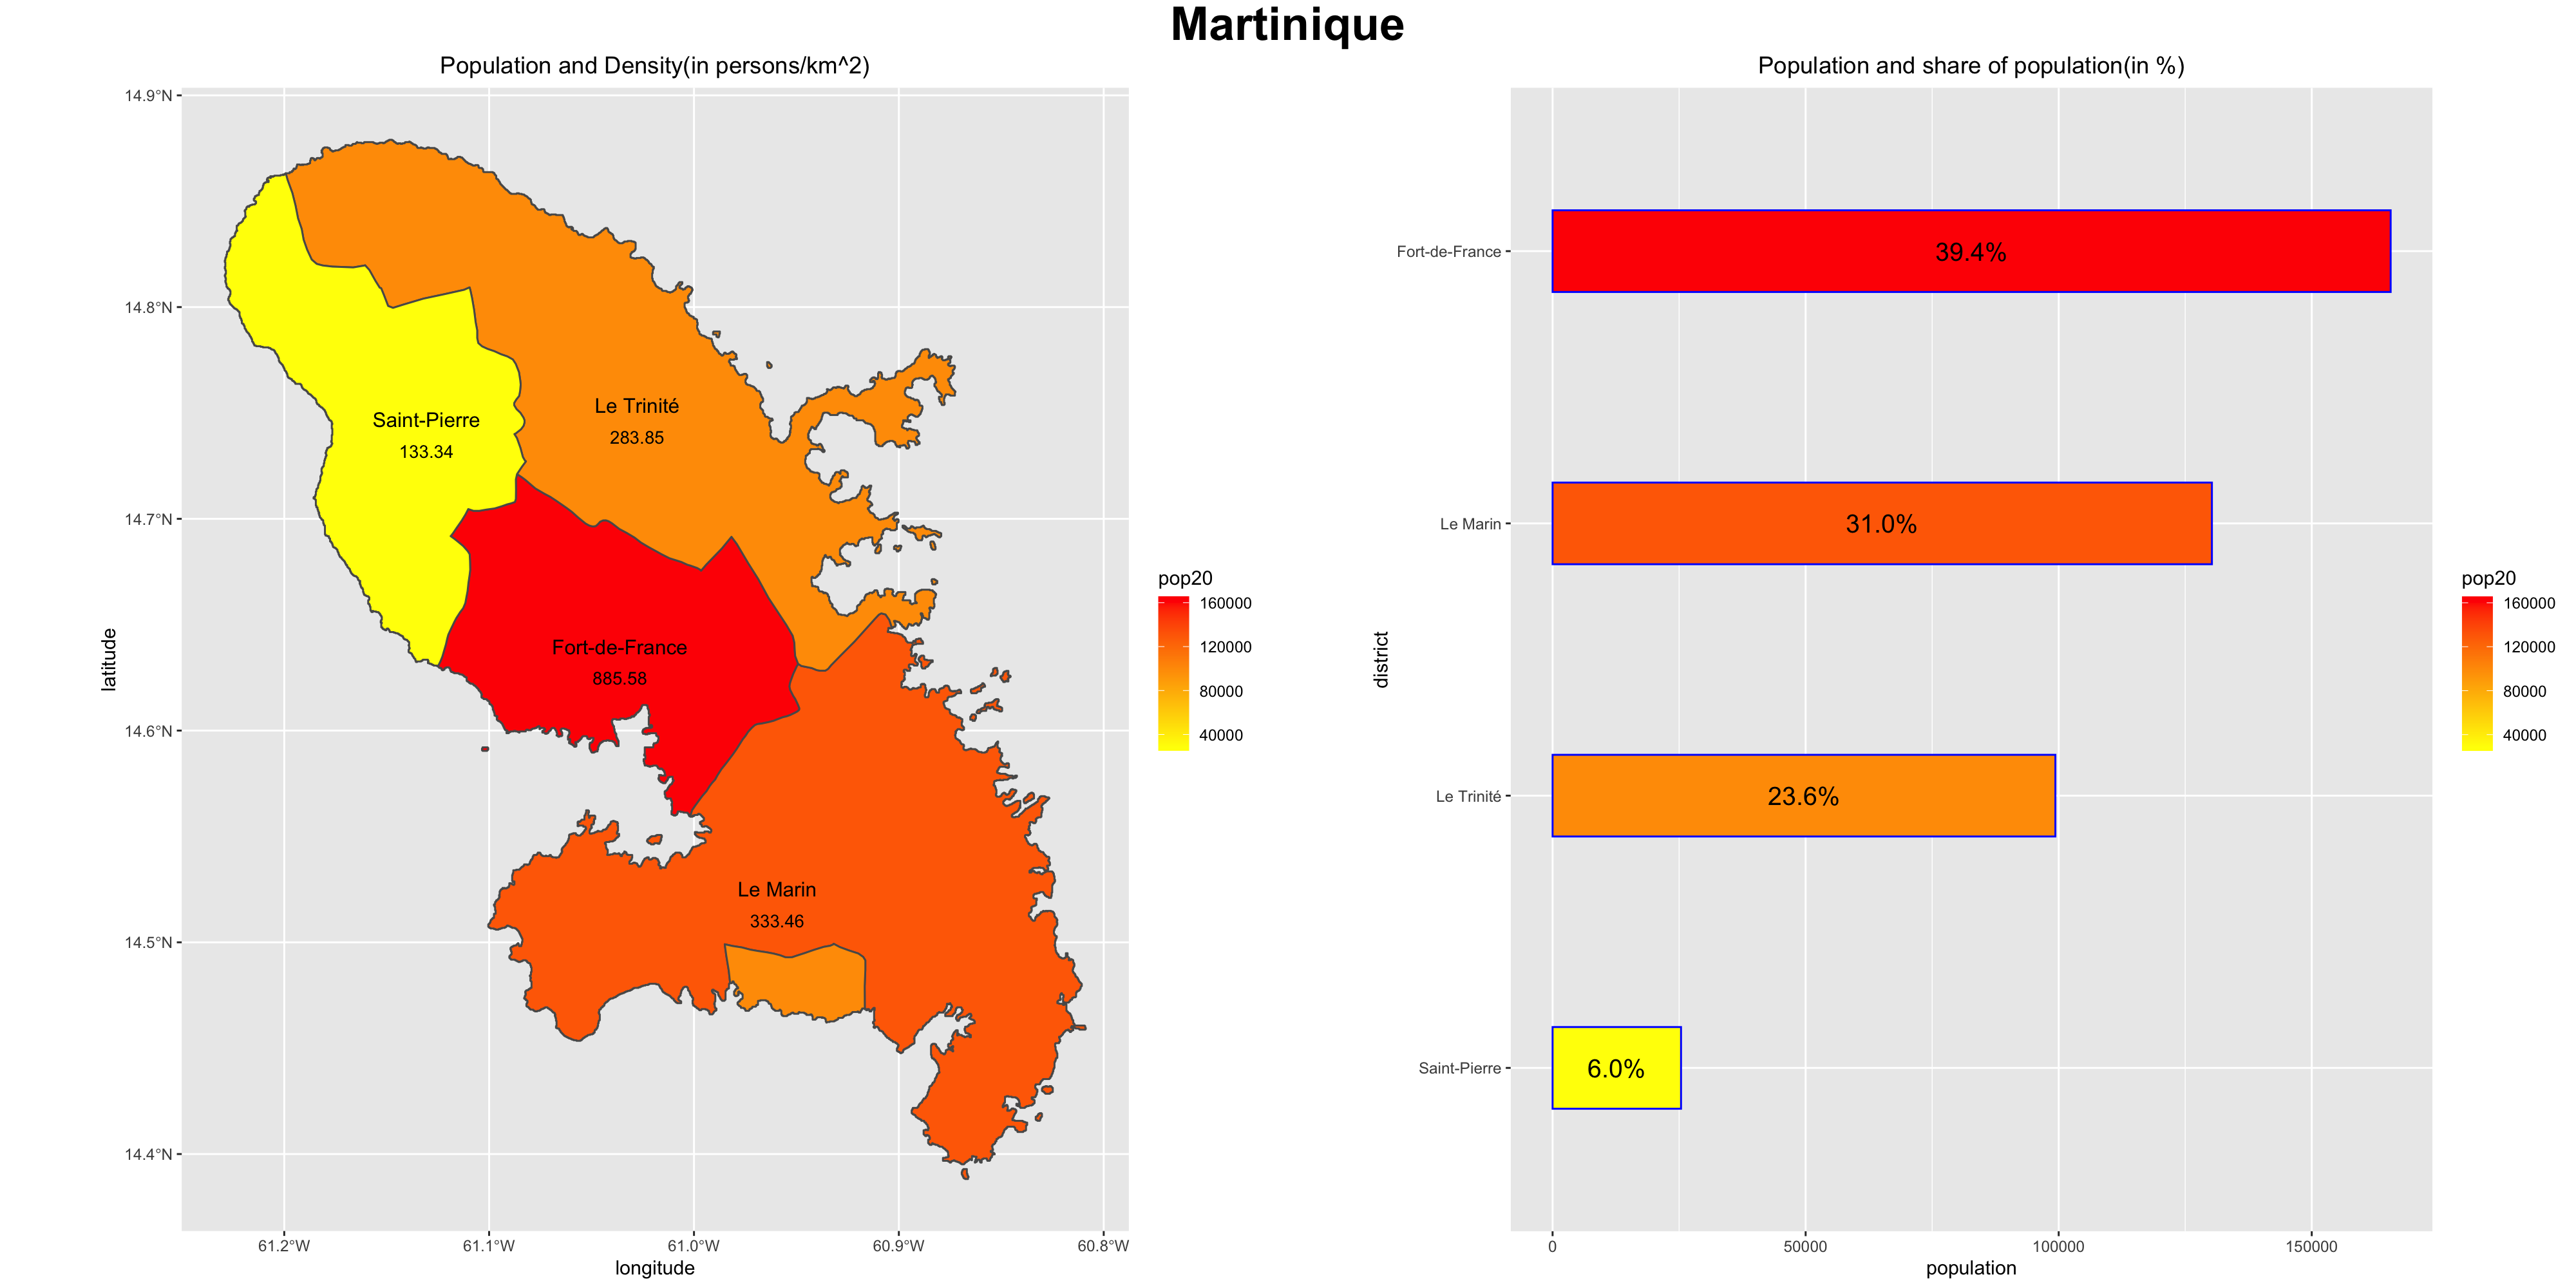 Martinique
Population and Density(in persons/km^2)
14.9°N
14.8°N
14.7°N
14.6°N
14.5°N
14.4°N
latitude
Saint-Pierre
133.34
Le Trinité
283.85
Fort-de-France
885.58
Le Marin
333.46
61.2°W
61.1°W
61.0°W
60.9°W
60.8°W
longitude
pop20
160000
120000
80000
40000
Population and share of population(in %)
district
Fort-de-France
39.4%
Le Marin
31.0%
Le Trinité
23.6%
Saint-Pierre
6.0%
0
50000
100000
150000
population
pop20
160000
120000
80000
40000